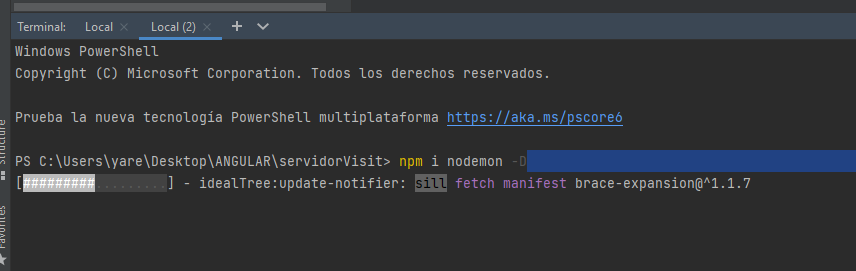 Terminal: Local × Local (2) × +
Windows PowerShell
Copyright (C) Microsoft Corporation. Todos los derechos reservados.
Prueba la nueva tecnología PowerShell multiplataforma https://aka.ms/pscore6
PS C:\Users\yare\Desktop\ANGULAR\servidorVisit> npm i nodemon -D
[#########.........] - idealTree:update-notifier: sill fetch manifest brace-expansion@^1.1.7
Structure
Favorites